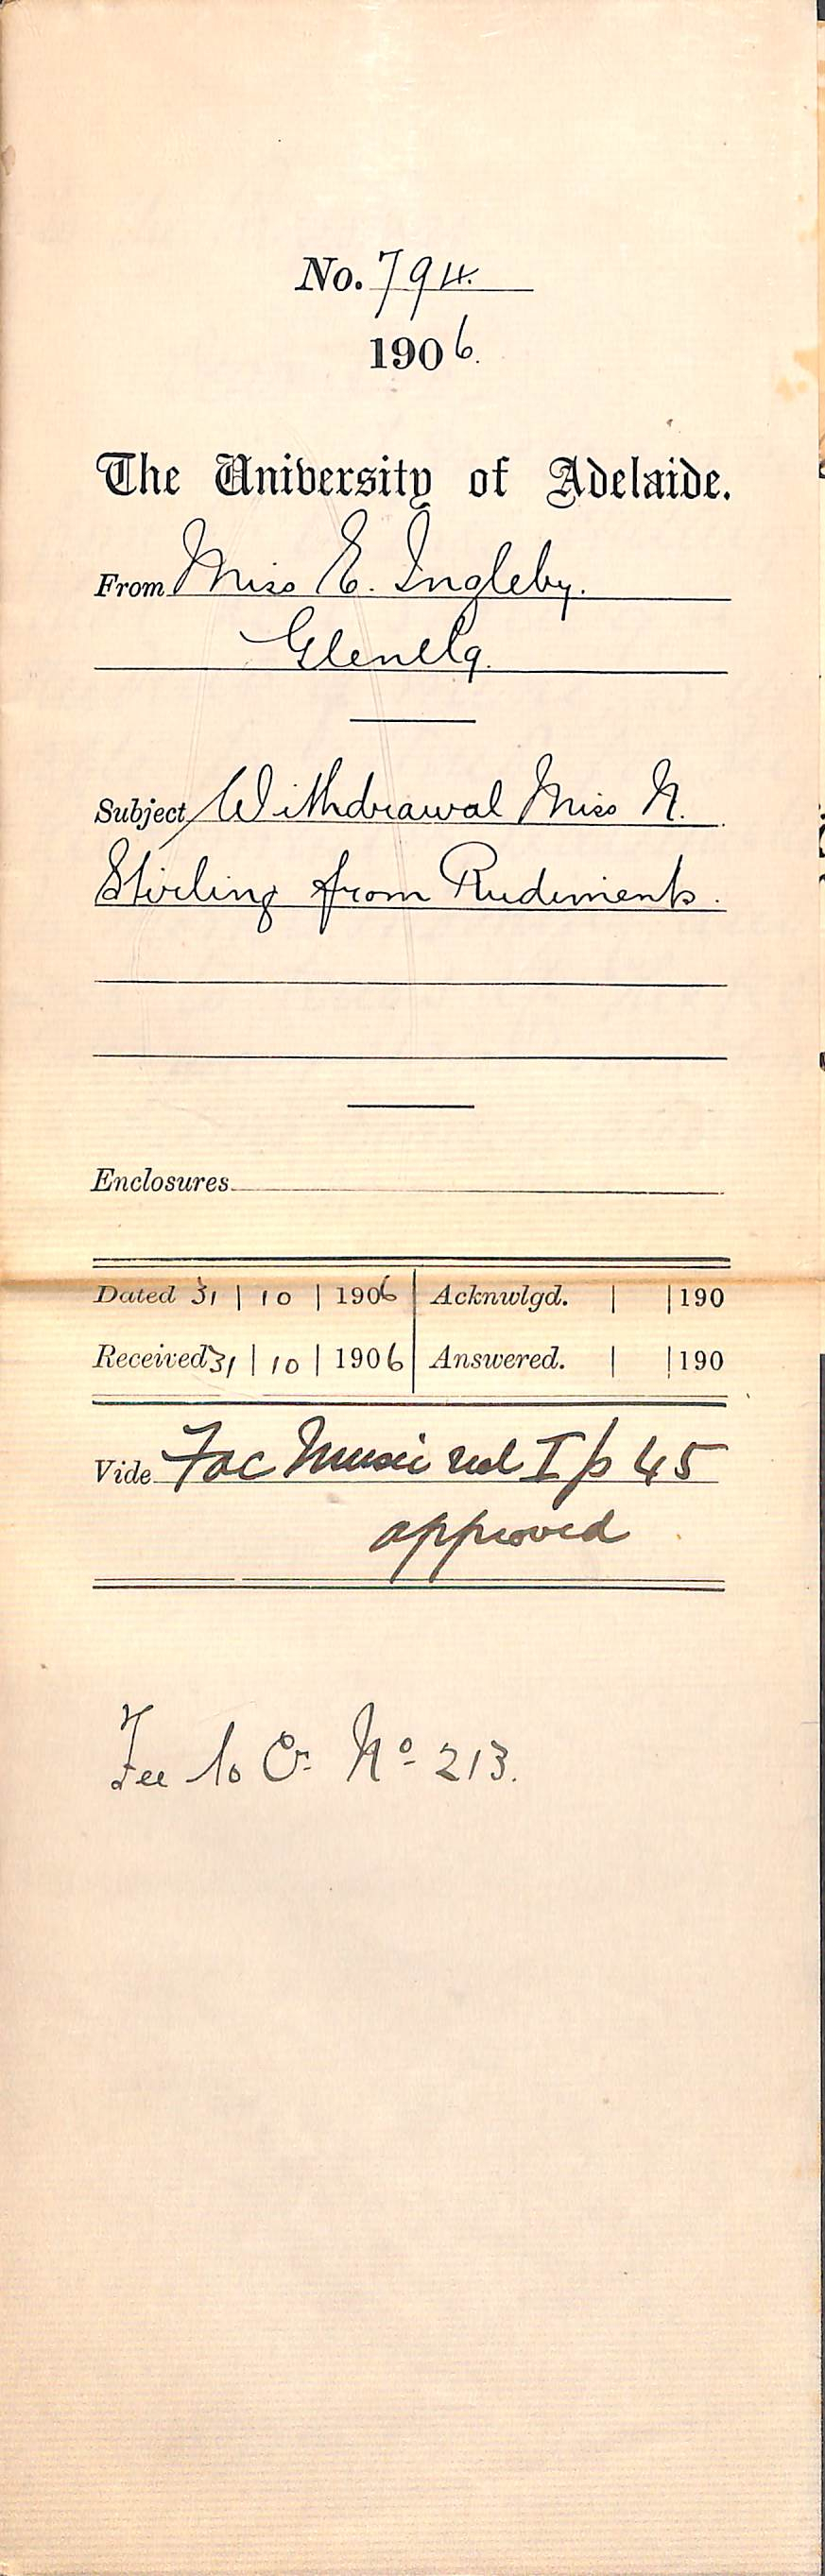 No. 794.
1906.
The University of Adelaide.
From Miss E. Ingleby.
Glenelg.
Subject Withdrawal Miss N.
Stirling from Rudiments.
Enclosures
Dated 31 | 10 | 1906 Acknwlgd. | | 190
Received 31 | 10 | 1906 Answered. | | 190
Vide Fac Music vol I p 45
approved
Fee to Cr. No 213.